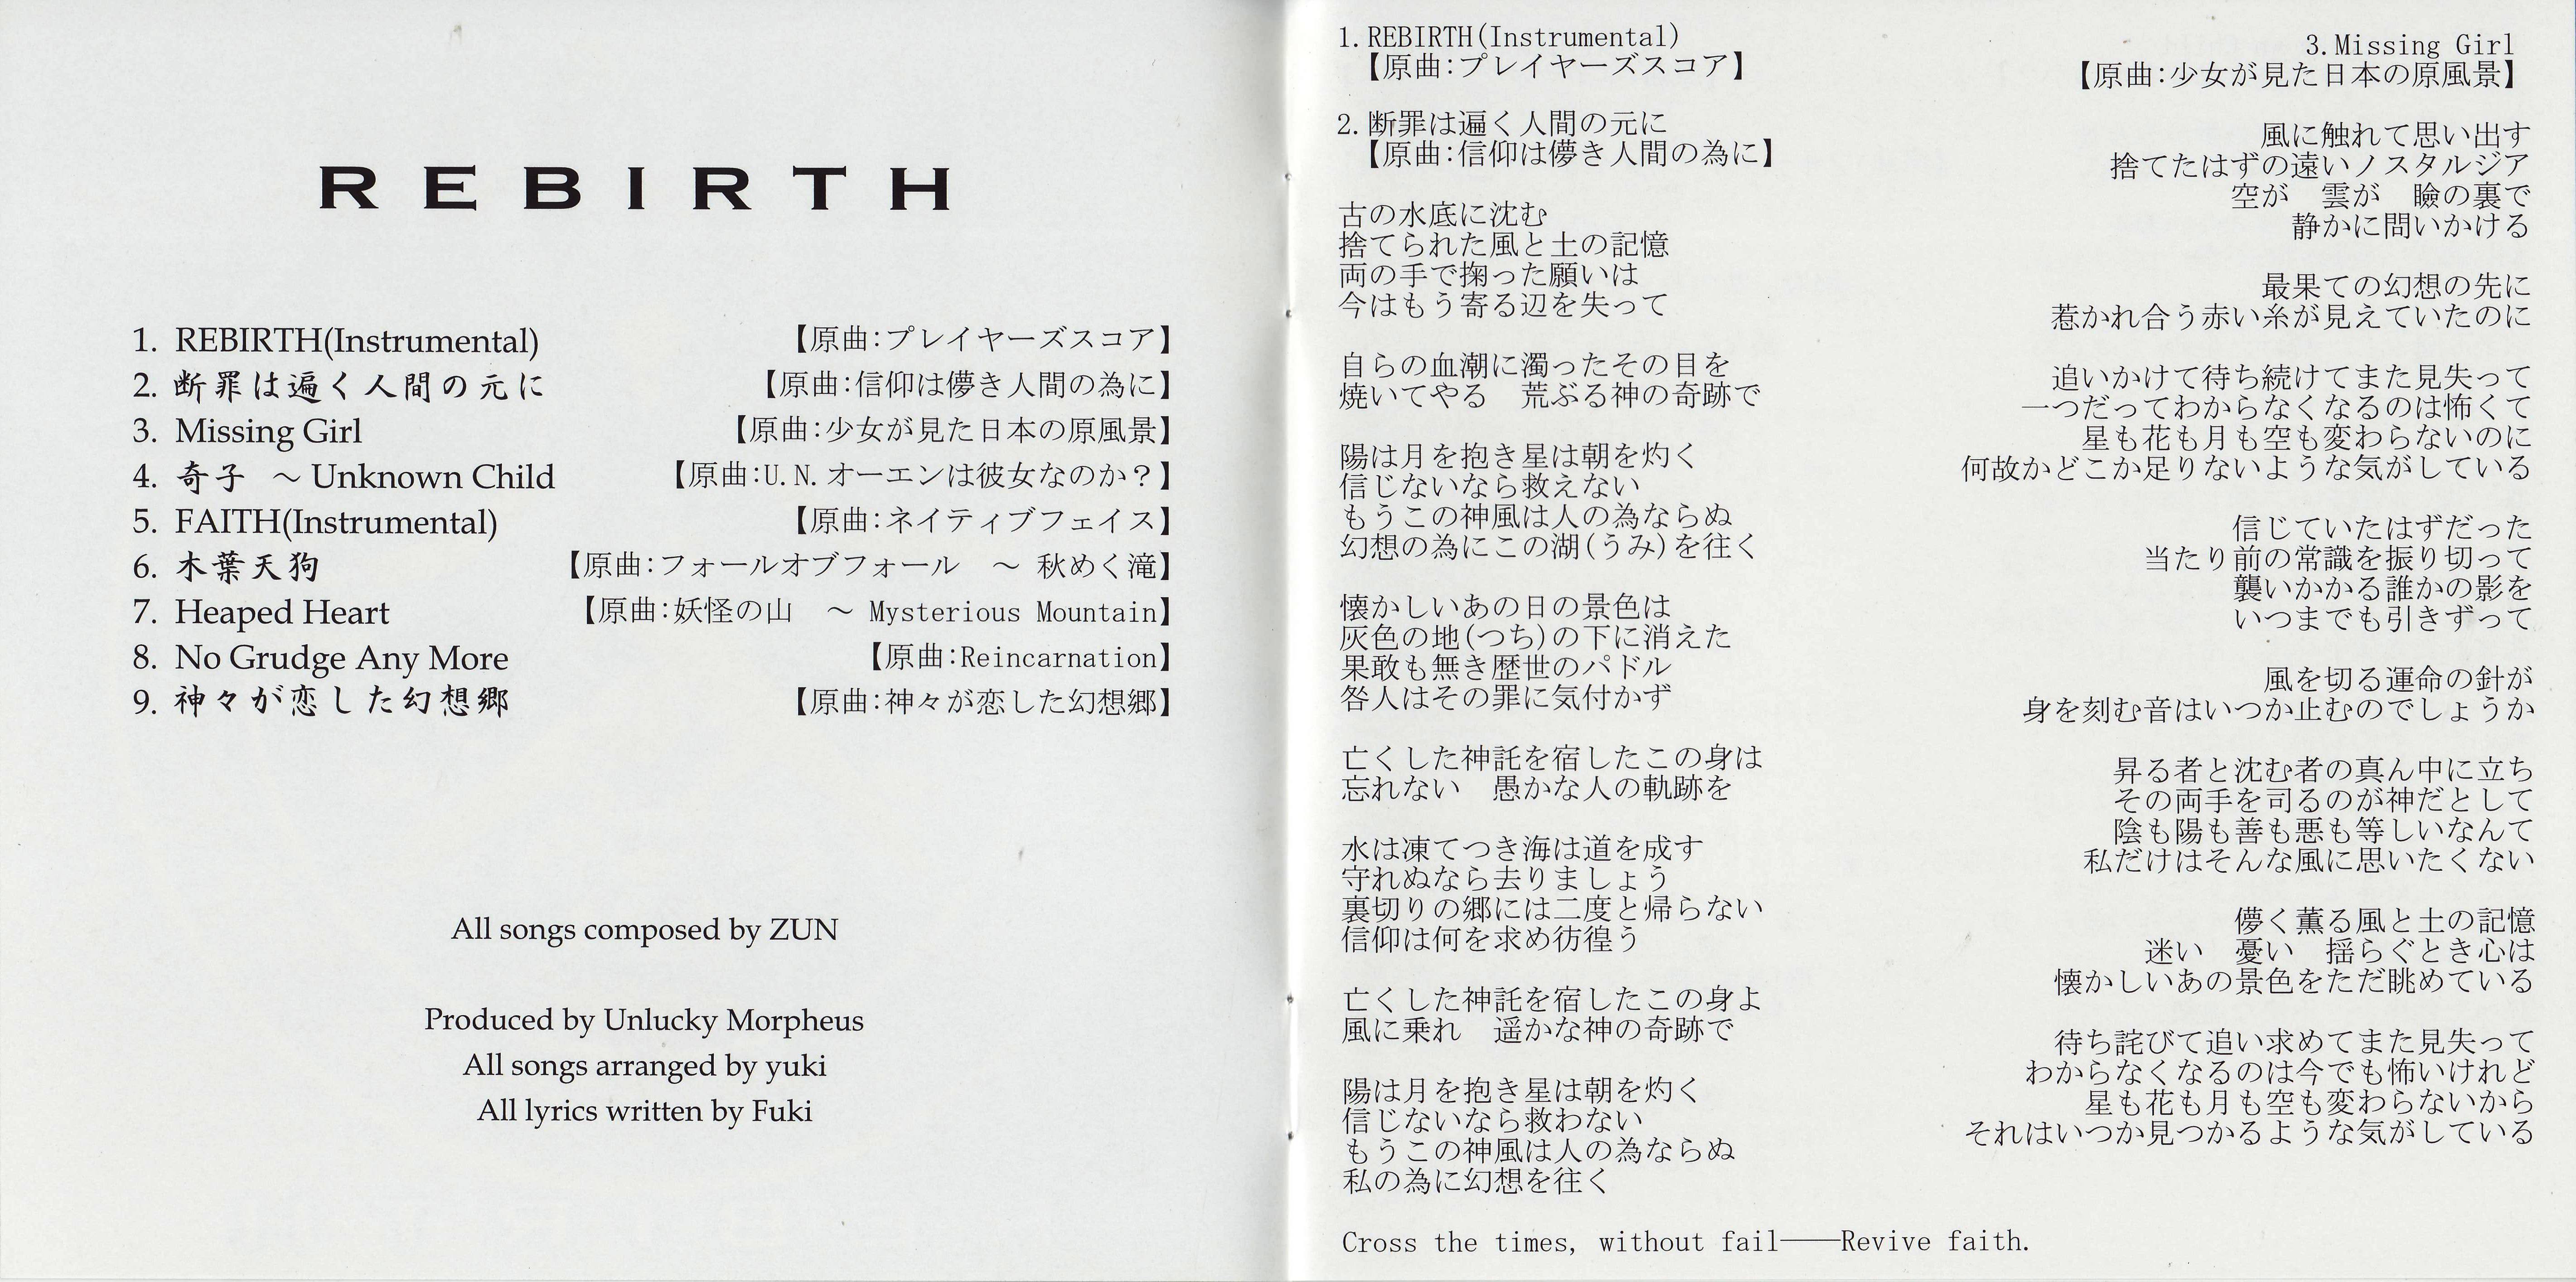 REBIRTH
1. REBIRTH(Instrumental) 【原曲:プレイヤーズスコア】
2. 断罪は遍く人間の元に 【原曲:信仰は儚き人間の為に】
3. Missing Girl 【原曲:少女が見た日本の原風景】
4. 奇子 ～Unknown Child 【原曲:U.N.オーエンは彼女なのか？】
5. FAITH(Instrumental) 【原曲:ネイティブフェイス】
6. 木葉天狗 【原曲:フォールオブフォール　～ 秋めく滝】
7. Heaped Heart 【原曲:妖怪の山　～ Mysterious Mountain】
8. No Grudge Any More 【原曲:Reincarnation】
9. 神々が恋した幻想郷 【原曲:神々が恋した幻想郷】
All songs composed by ZUN
Produced by Unlucky Morpheus
All songs arranged by yuki
All lyrics written by Fuki
1.REBIRTH(Instrumental)
【原曲:プレイヤーズスコア】
2.断罪は遍く人間の元に
【原曲:信仰は儚き人間の為に】
古の水底に沈む
捨てられた風と土の記憶
両の手で掬った願いは
今はもう寄る辺を失って
自らの血潮に濁ったその目を
焼いてやる　荒ぶる神の奇跡で
陽は月を抱き星は朝を灼く
信じないなら救えない
もうこの神風は人の為ならぬ
幻想の為にこの湖(うみ)を往く
懐かしいあの日の景色は
灰色の地(つち)の下に消えた
果敢も無き歴世のパドル
咎人はその罪に気付かず
亡くした神託を宿したこの身は
忘れない　愚かな人の軌跡を
水は凍てつき海は道を成す
守れぬなら去りましょう
裏切りの郷には二度と帰らない
信仰は何を求め彷徨う
亡くした神託を宿したこの身よ
風に乗れ　遥かな神の奇跡で
陽は月を抱き星は朝を灼く
信じないなら救わない
もうこの神風は人の為ならぬ
私の為に幻想を往く
Cross the times, without fail――Revive faith.
3.Missing Girl
【原曲:少女が見た日本の原風景】
風に触れて思い出す
捨てたはずの遠いノスタルジア
空が　雲が　瞼の裏で
静かに問いかける
最果ての幻想の先に
惹かれ合う赤い糸が見えていたのに
追いかけて待ち続けてまた見失って
一つだってわからなくなるのは怖くて
星も花も月も空も変わらないのに
何故かどこか足りないような気がしている
信じていたはずだった
当たり前の常識を振り切って
襲いかかる誰かの影を
いつまでも引きずって
風を切る運命の針が
身を刻む音はいつか止むのでしょうか
昇る者と沈む者の真ん中に立ち
その両手を司るのが神だとして
陰も陽も善も悪も等しいなんて
私だけはそんな風に思いたくない
儚く薫る風と土の記憶
迷い　憂い　揺らぐとき心は
懐かしいあの景色をただ眺めている
待ち詫びて追い求めてまた見失って
わからなくなるのは今でも怖いけれど
星も花も月も空も変わらないから
それはいつか見つかるような気がしている